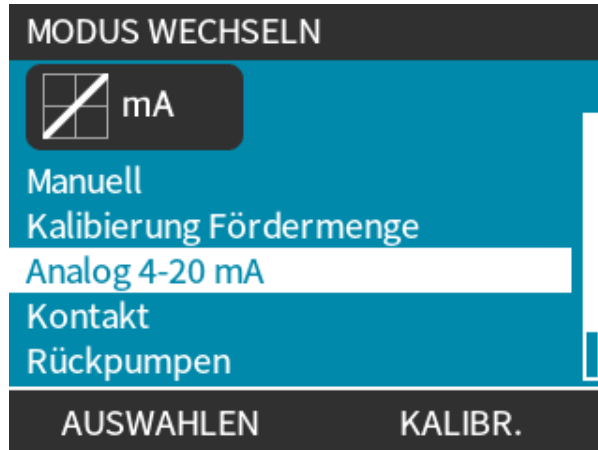 MODUS WECHSELN
mA
Manuell
Kalibierung Fördermenge
Analog 4-20 mA
Kontakt
Rückpumpen
AUSWAHLEN KALIBR.